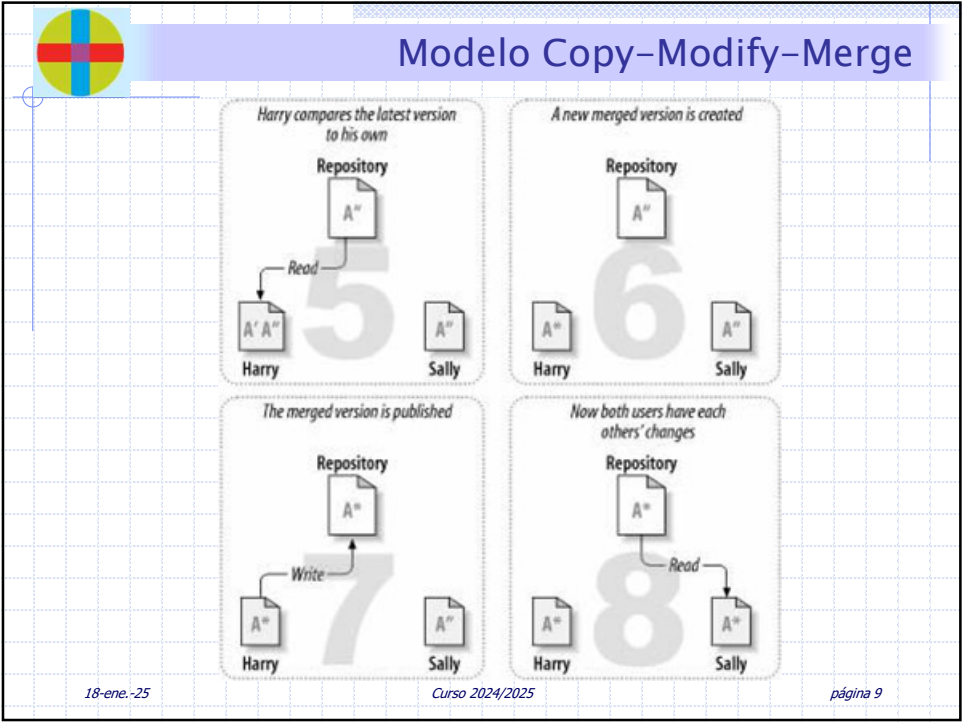 Modelo Copy-Modify-Merge
Harry compares the latest version
to his own
Repository
A"
Read
5
A' A"
A"
Harry
Sally
A new merged version is created
Repository
A"
6
A*
A"
Harry
Sally
The merged version is published
Repository
A*
Write
7
A*
A"
Harry
Sally
Now both users have each
others' changes
Repository
A*
Read
8
A*
A*
Harry
Sally
18-ene.-25
Curso 2024/2025
página 9